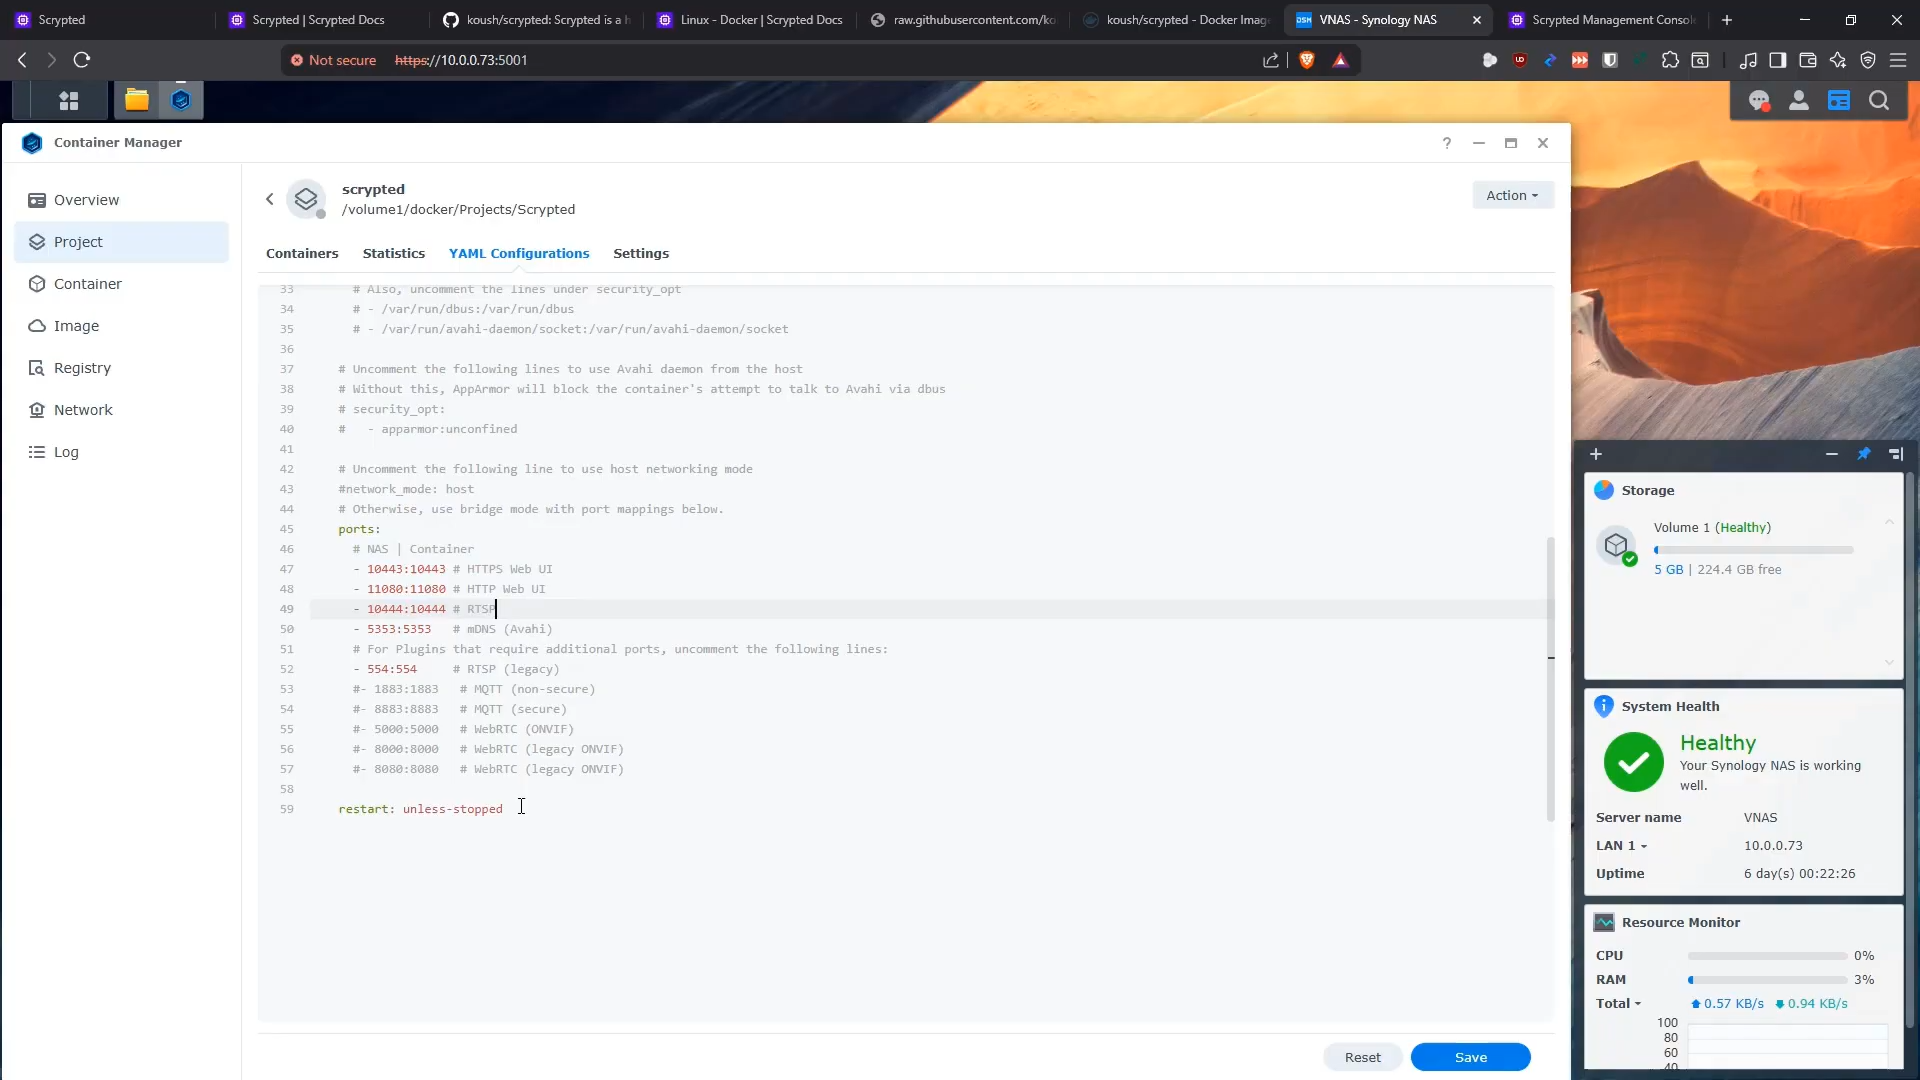 Scrypted
Scrypted | Scrypted Docs
koush/scrypted: Scrypted is a h
Linux - Docker | Scrypted Docs
raw.githubusercontent.com/ko
koush/scrypted - Docker Image
VNAS - Synology NAS
Scrypted Management Consol
Not secure
https://10.0.0.73:5001
Container Manager
Overview
Project
Container
Image
Registry
Network
Log
scrypted
/volume1/docker/Projects/Scrypted
Action
Containers
Statistics
YAML Configurations
Settings
33 # Also, uncomment the lines under security_opt
34 # - /var/run/dbus:/var/run/dbus
35 # - /var/run/avahi-daemon/socket:/var/run/avahi-daemon/socket
36
37 # Uncomment the following lines to use Avahi daemon from the host
38 # Without this, AppArmor will block the container's attempt to talk to Avahi via dbus
39 # security_opt:
40 #   - apparmor:unconfined
41
42 # Uncomment the following line to use host networking mode
43 #network_mode: host
44 # Otherwise, use bridge mode with port mappings below.
45 ports:
46 # NAS | Container
47 - 10443:10443 # HTTPS Web UI
48 - 11080:11080 # HTTP Web UI
49 - 10444:10444 # RTSP
50 - 5353:5353   # mDNS (Avahi)
51 # For Plugins that require additional ports, uncomment the following lines:
52 - 554:554     # RTSP (legacy)
53 #- 1883:1883   # MQTT (non-secure)
54 #- 8883:8883   # MQTT (secure)
55 #- 5000:5000   # WebRTC (ONVIF)
56 #- 8000:8000   # WebRTC (legacy ONVIF)
57 #- 8080:8080   # WebRTC (legacy ONVIF)
58
59 restart: unless-stopped
Reset
Save
Storage
Volume 1 (Healthy)
5 GB | 224.4 GB free
System Health
Healthy
Your Synology NAS is working
well.
Server name VNAS
LAN 1 10.0.0.73
Uptime 6 day(s) 00:22:26
Resource Monitor
CPU 0%
RAM 3%
Total 0.57 KB/s 0.94 KB/s
100
80
60
40